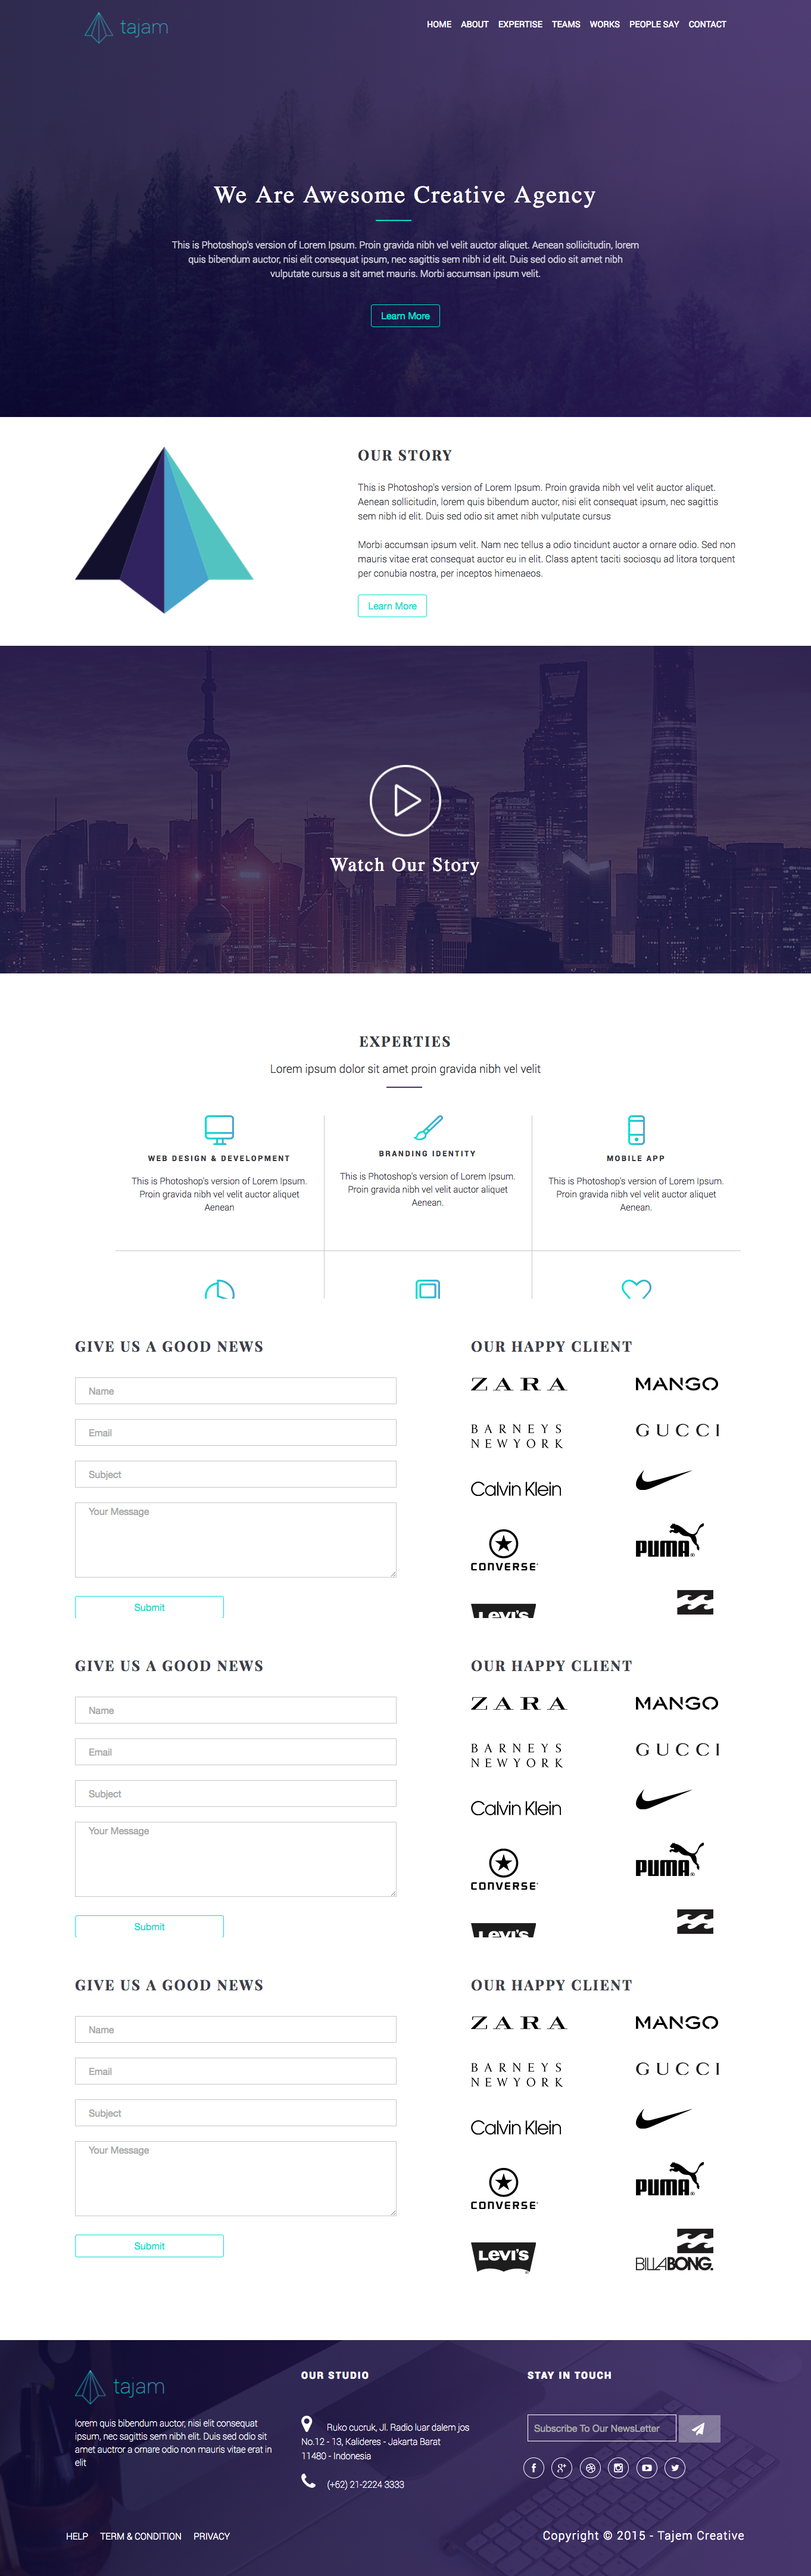 tajam
HOME ABOUT EXPERTISE TEAMS WORKS PEOPLE SAY CONTACT
We Are Awesome Creative Agency
This is Photoshop's version of Lorem Ipsum. Proin gravida nibh vel velit auctor aliquet. Aenean sollicitudin, lorem
quis bibendum auctor, nisi elit consequat ipsum, nec sagittis sem nibh id elit. Duis sed odio sit amet nibh
vulputate cursus a sit amet mauris. Morbi accumsan ipsum velit.
Learn More
OUR STORY
This is Photoshop's version of Lorem Ipsum. Proin gravida nibh vel velit auctor aliquet.
Aenean sollicitudin, lorem quis bibendum auctor, nisi elit consequat ipsum, nec sagittis
sem nibh id elit. Duis sed odio sit amet nibh vulputate cursus
Morbi accumsan ipsum velit. Nam nec tellus a odio tincidunt auctor a ornare odio. Sed non
mauris vitae erat consequat auctor eu in elit. Class aptent taciti sociosqu ad litora torquent
per conubia nostra, per inceptos himenaeos.
Learn More
Watch Our Story
EXPERTIES
Lorem ipsum dolor sit amet proin gravida nibh vel velit
WEB DESIGN & DEVELOPMENT
This is Photoshop's version of Lorem Ipsum.
Proin gravida nibh vel velit auctor aliquet
Aenean
BRANDING IDENTITY
This is Photoshop's version of Lorem Ipsum.
Proin gravida nibh vel velit auctor aliquet
Aenean.
MOBILE APP
This is Photoshop's version of Lorem Ipsum.
Proin gravida nibh vel velit auctor aliquet
Aenean.
GIVE US A GOOD NEWS
Name
Email
Subject
Your Message
Submit
OUR HAPPY CLIENT
ZARA
MANGO
BARNEYS
NEWYORK
GUCCI
Calvin Klein
CONVERSE
PUMA
LEVI'S
GIVE US A GOOD NEWS
Name
Email
Subject
Your Message
Submit
OUR HAPPY CLIENT
ZARA
MANGO
BARNEYS
NEWYORK
GUCCI
Calvin Klein
CONVERSE
PUMA
LEVI'S
GIVE US A GOOD NEWS
Name
Email
Subject
Your Message
Submit
OUR HAPPY CLIENT
ZARA
MANGO
BARNEYS
NEWYORK
GUCCI
Calvin Klein
CONVERSE
PUMA
LEVI'S
BILLABONG.
tajam
lorem quis bibendum auctor, nisi elit consequat
ipsum, nec sagittis sem nibh elit. Duis sed odio sit
amet auctror a ornare odio non mauris vitae erat in
elit
OUR STUDIO
Ruko cucruk, Jl. Radio luar dalem jos
No.12 - 13, Kalideres - Jakarta Barat
11480 - Indonesia
(+62) 21-2224 3333
STAY IN TOUCH
Subscribe To Our NewsLetter
HELP TERM & CONDITION PRIVACY
Copyright © 2015 - Tajem Creative